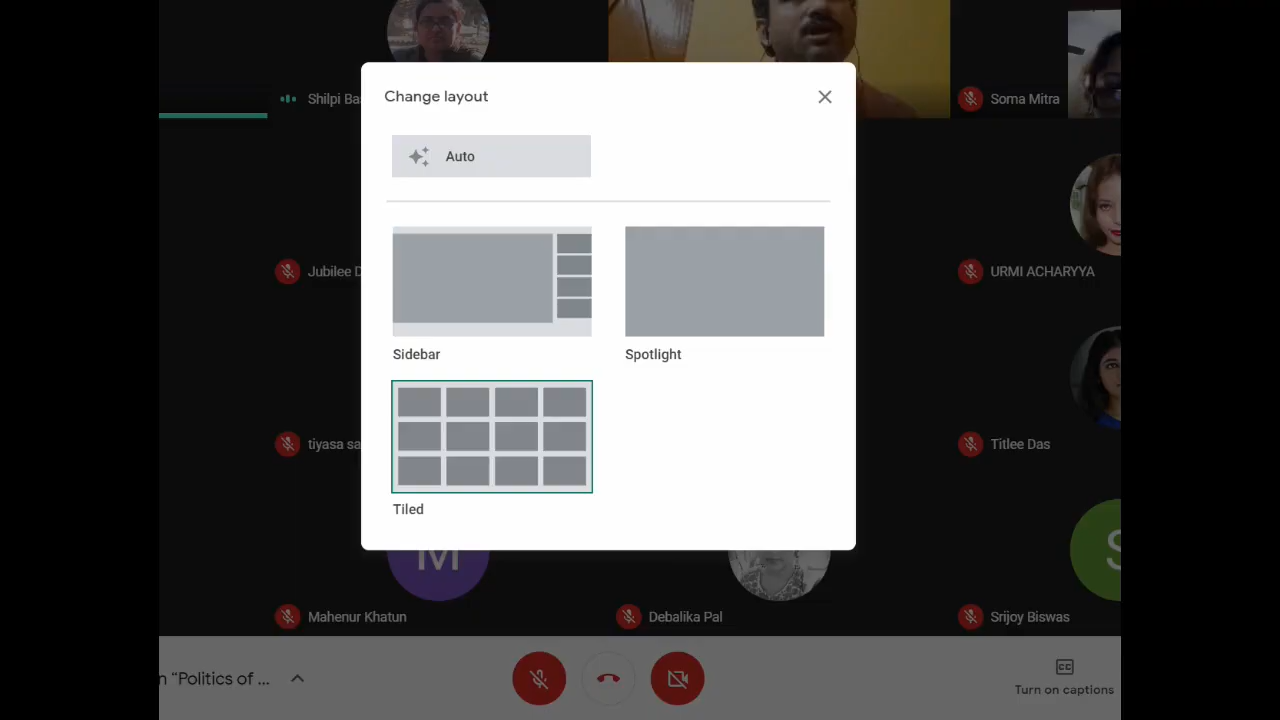 Change layout
Shilpi Ba
Soma Mitra
Auto
Jubilee D
URMI ACHARYYA
Sidebar
Spotlight
tiyasa sa
Titlee Das
Tiled
M
S
Mahenur Khatun
Debalika Pal
Srijoy Biswas
n “Politics of ...
CC
Turn on captions